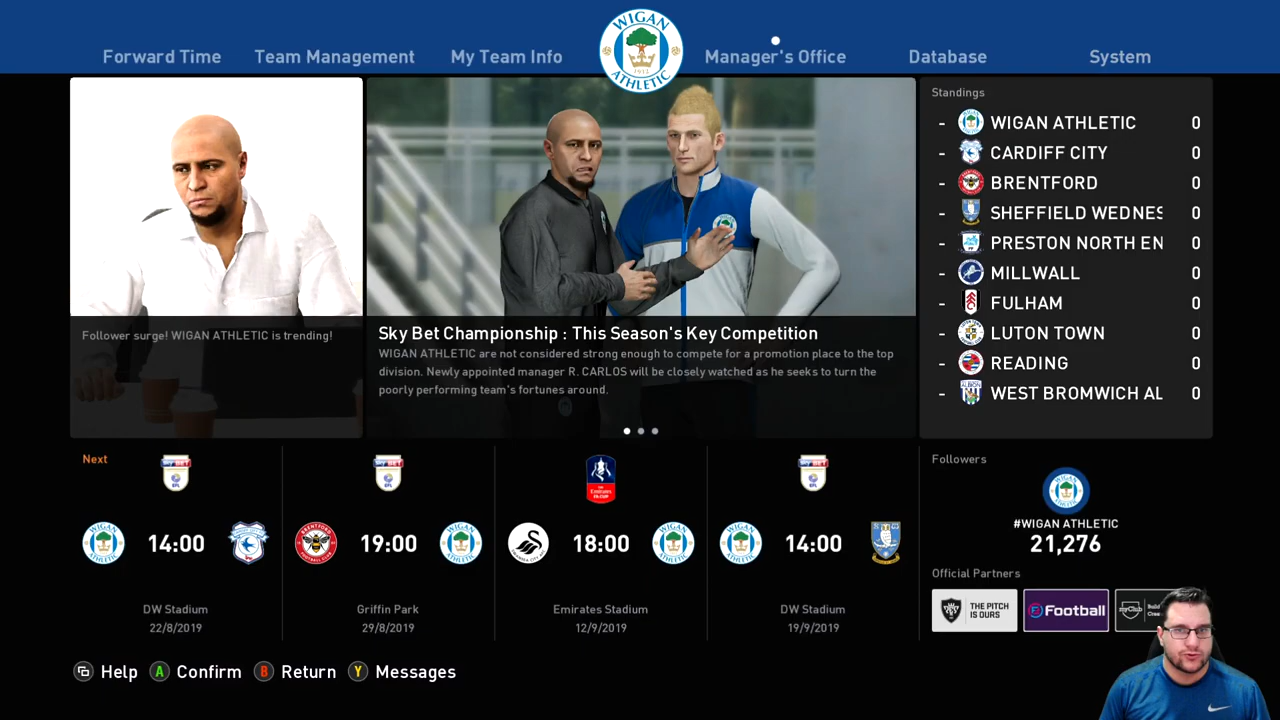 Forward Time
Team Management
My Team Info
WIGAN
ATHLETIC
Manager's Office
Database
System
Follower surge! WIGAN ATHLETIC is trending!
Sky Bet Championship : This Season's Key Competition
WIGAN ATHLETIC are not considered strong enough to compete for a promotion place to the top
division. Newly appointed manager R. CARLOS will be closely watched as he seeks to turn the
poorly performing team's fortunes around.
Standings
- WIGAN ATHLETIC 0
- CARDIFF CITY 0
- BRENTFORD 0
- SHEFFIELD WEDNES 0
- PRESTON NORTH EN 0
- MILLWALL 0
- FULHAM 0
- LUTON TOWN 0
- READING 0
- WEST BROMWICH AL 0
Next
14:00
DW Stadium
22/8/2019
19:00
Griffin Park
29/8/2019
18:00
Emirates Stadium
12/9/2019
14:00
DW Stadium
19/9/2019
Followers
#WIGAN ATHLETIC
21,276
Official Partners
THE PITCH
IS OURS
eFootball
myClub
Help
A Confirm
B Return
Y Messages